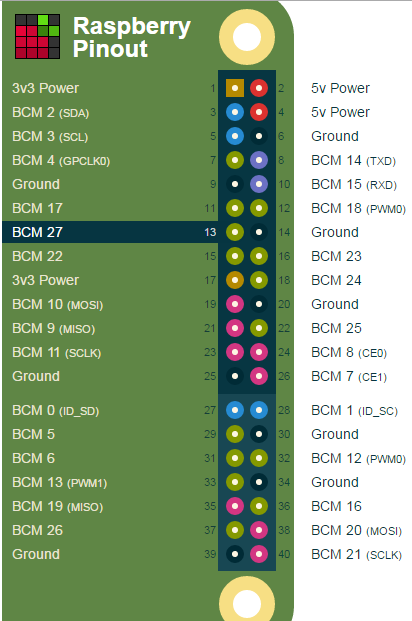 Raspberry
Pinout
3v3 Power 1 2 5v Power
BCM 2 (SDA) 3 4 5v Power
BCM 3 (SCL) 5 6 Ground
BCM 4 (GPCLK0) 7 8 BCM 14 (TXD)
Ground 9 10 BCM 15 (RXD)
BCM 17 11 12 BCM 18 (PWM0)
BCM 27 13 14 Ground
BCM 22 15 16 BCM 23
3v3 Power 17 18 BCM 24
BCM 10 (MOSI) 19 20 Ground
BCM 9 (MISO) 21 22 BCM 25
BCM 11 (SCLK) 23 24 BCM 8 (CE0)
Ground 25 26 BCM 7 (CE1)
BCM 0 (ID_SD) 27 28 BCM 1 (ID_SC)
BCM 5 29 30 Ground
BCM 6 31 32 BCM 12 (PWM0)
BCM 13 (PWM1) 33 34 Ground
BCM 19 (MISO) 35 36 BCM 16
BCM 26 37 38 BCM 20 (MOSI)
Ground 39 40 BCM 21 (SCLK)